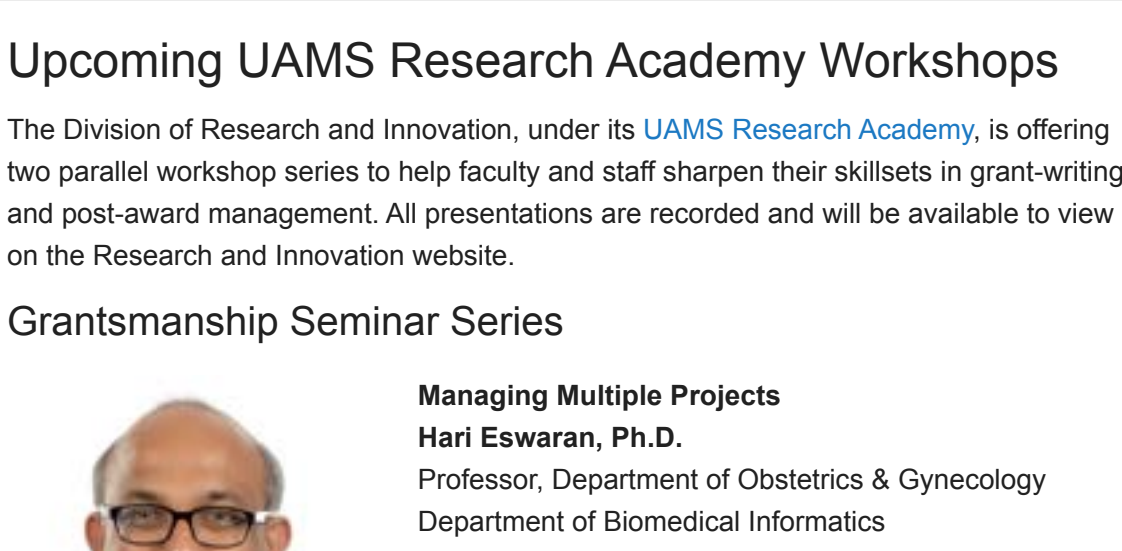 Upcoming UAMS Research Academy Workshops
The Division of Research and Innovation, under its UAMS Research Academy, is offering
two parallel workshop series to help faculty and staff sharpen their skillsets in grant-writing
and post-award management. All presentations are recorded and will be available to view
on the Research and Innovation website.
Grantsmanship Seminar Series
Managing Multiple Projects
Hari Eswaran, Ph.D.
Professor, Department of Obstetrics & Gynecology
Department of Biomedical Informatics